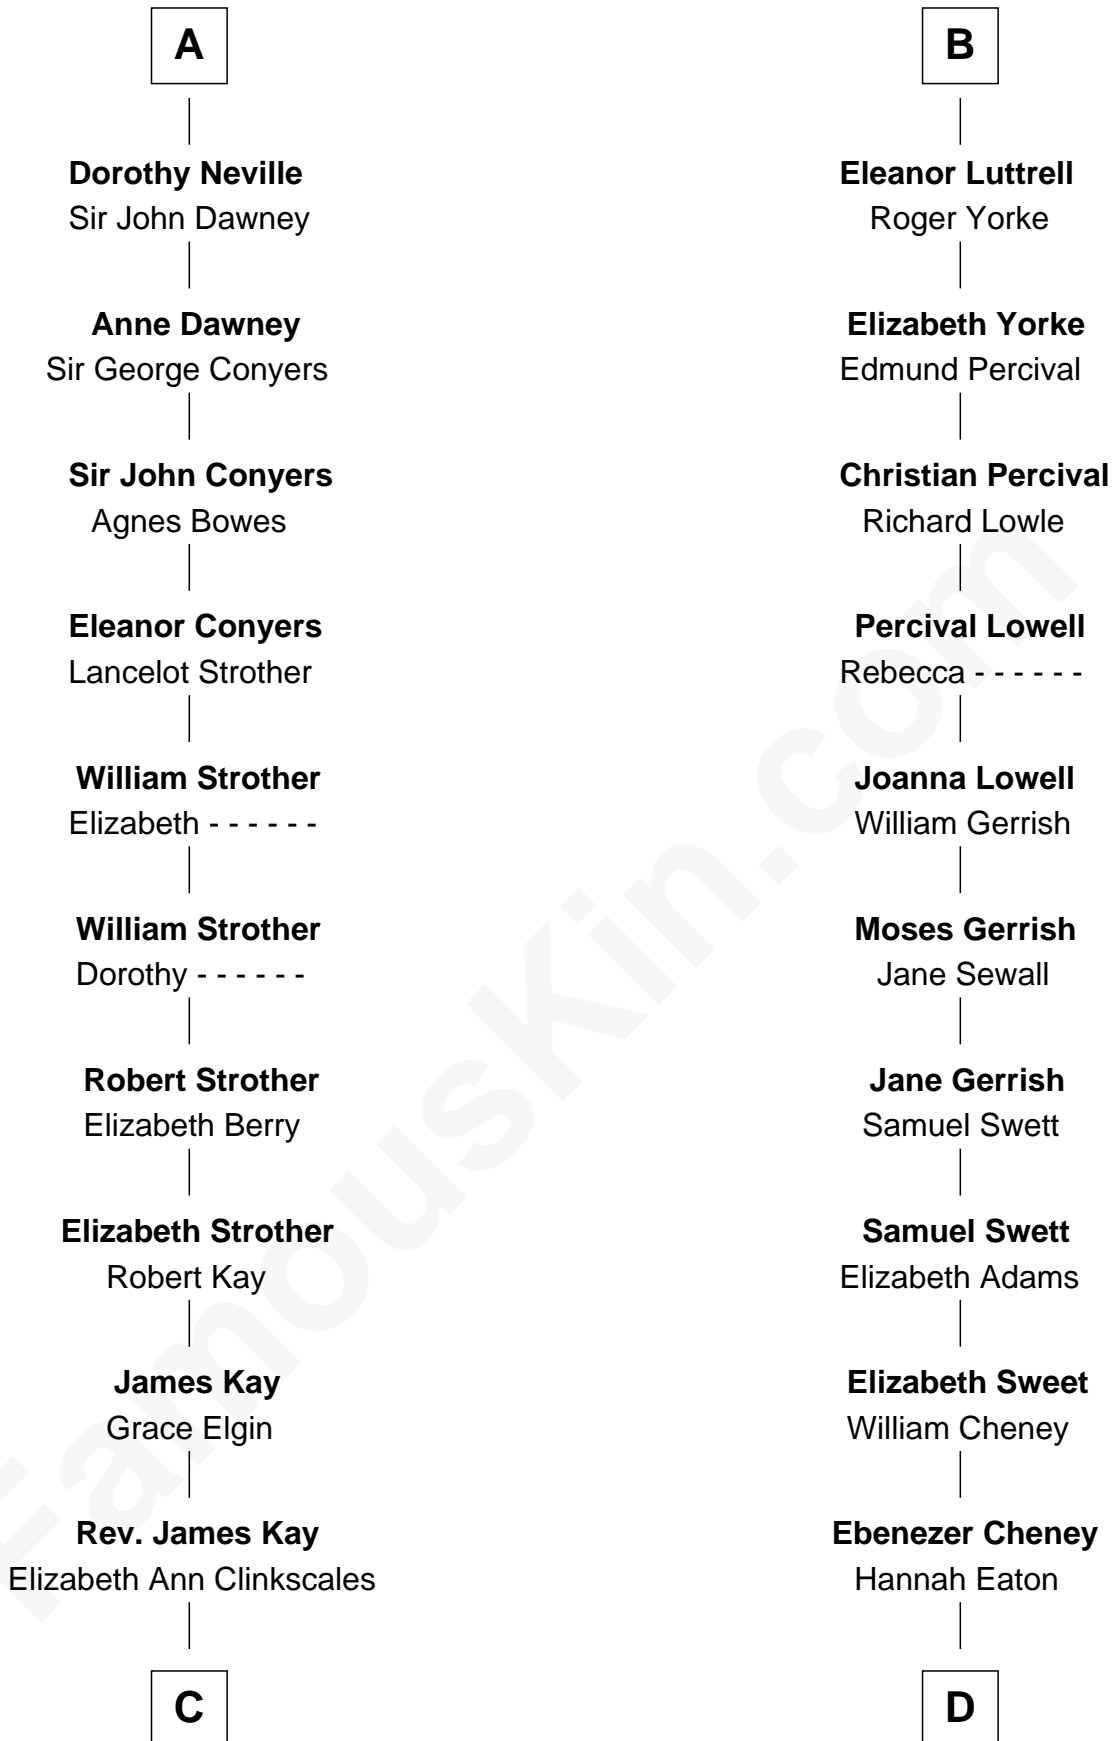 A
Dorothy Neville
Sir John Dawney
Anne Dawney
Sir George Conyers
Sir John Conyers
Agnes Bowes
Eleanor Conyers
Lancelot Strother
William Strother
Elizabeth - - - - - -
William Strother
Dorothy - - - - - -
Robert Strother
Elizabeth Berry
Elizabeth Strother
Robert Kay
James Kay
Grace Elgin
Rev. James Kay
Elizabeth Ann Clinkscales
C
B
Eleanor Luttrell
Roger Yorke
Elizabeth Yorke
Edmund Percival
Christian Percival
Richard Lowle
Percival Lowell
Rebecca - - - - - -
Joanna Lowell
William Gerrish
Moses Gerrish
Jane Sewall
Jane Gerrish
Samuel Swett
Samuel Swett
Elizabeth Adams
Elizabeth Sweet
William Cheney
Ebenezer Cheney
Hannah Eaton
D
FamousKin.com